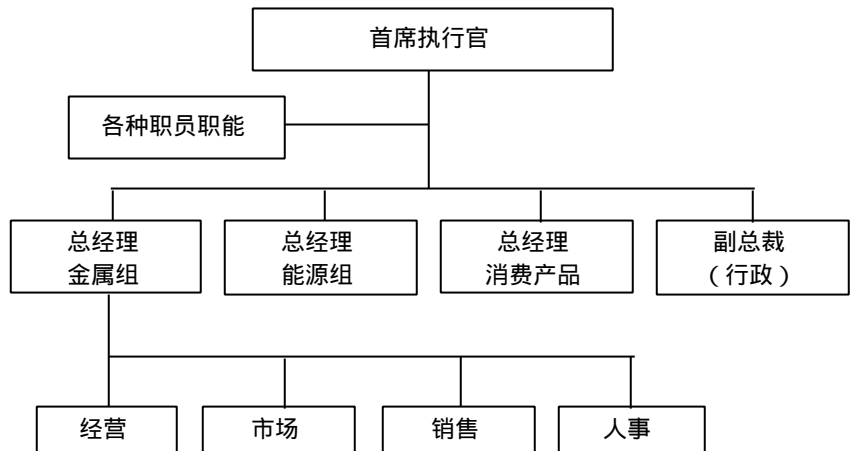 首席执行官
各种职员职能
总经理
金属组
总经理
能源组
总经理
消费产品
副总裁
(行政)
经营
市场
销售
人事